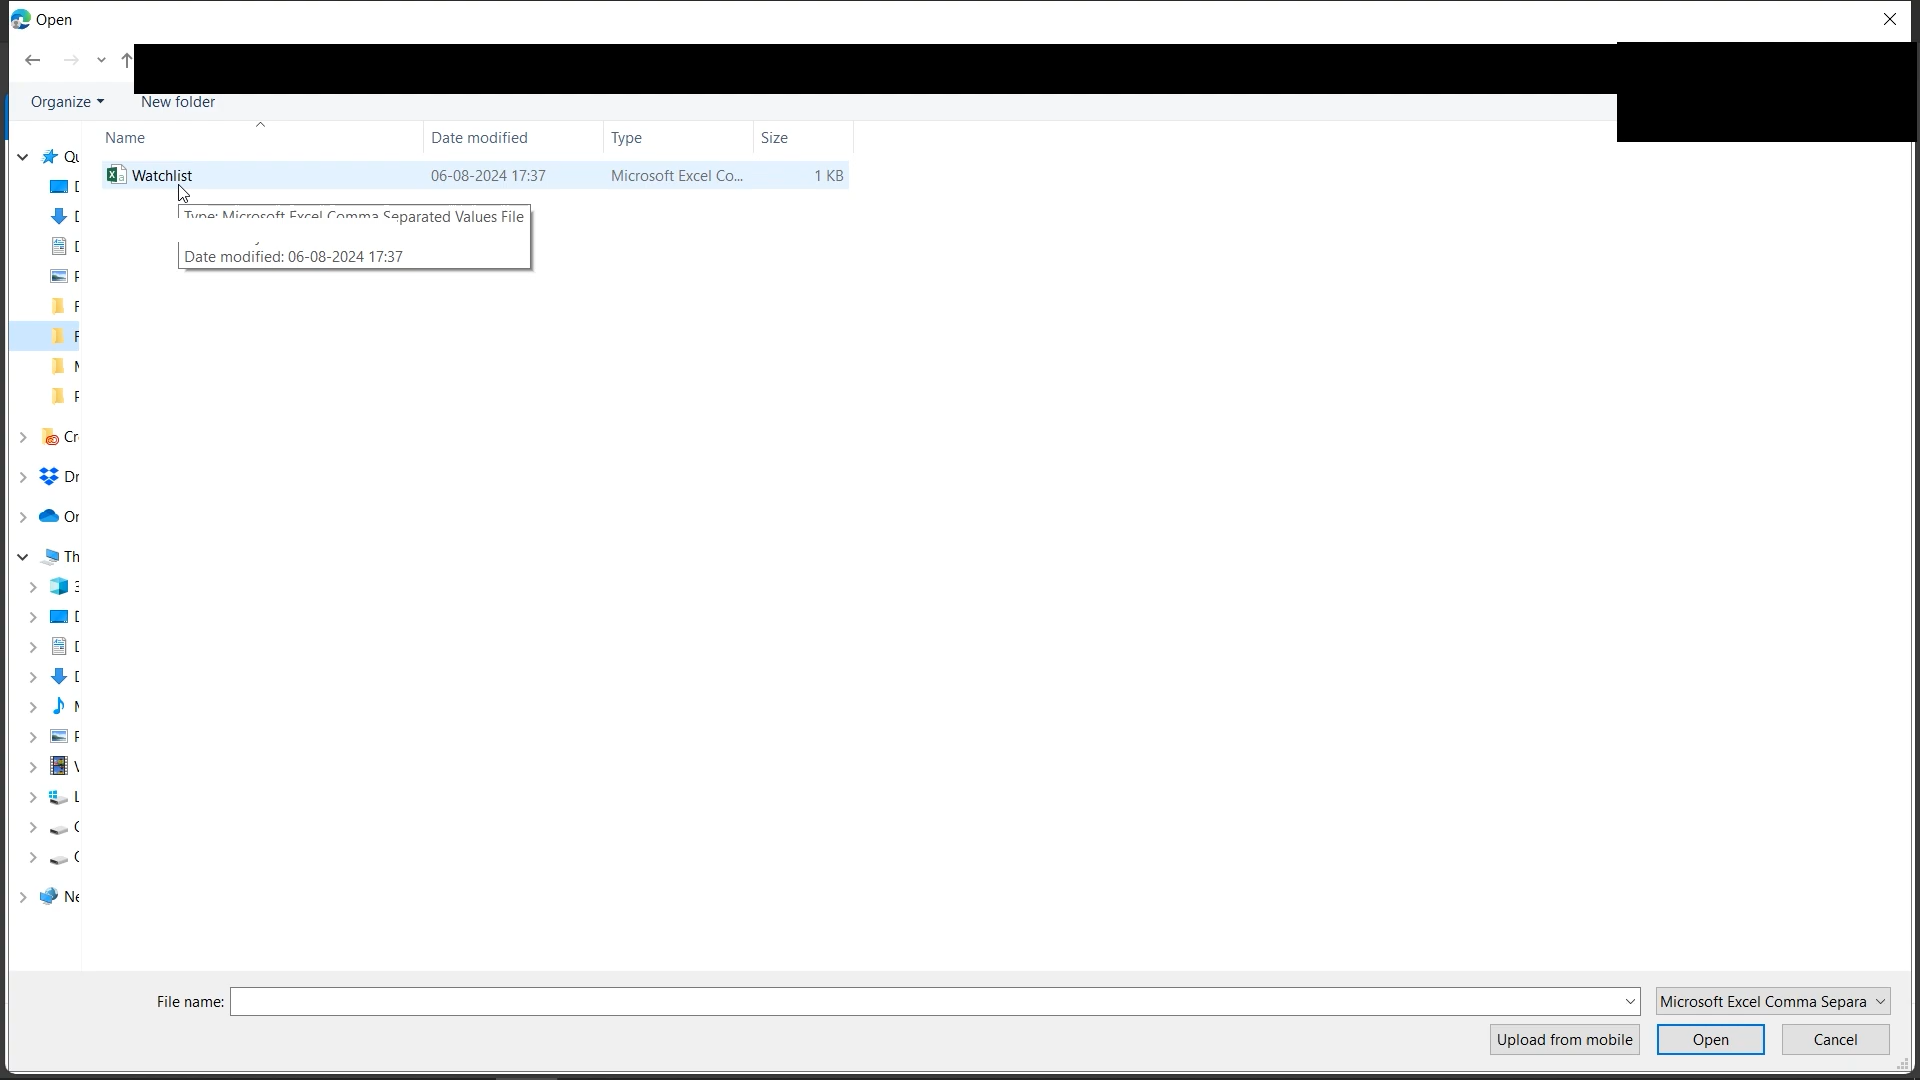 Open
Organize
New folder
Name
Date modified
Type
Size
Watchlist
06-08-2024 17:37
Microsoft Excel Co...
1 KB
Type: Microsoft Excel Comma Separated Values File
Date modified: 06-08-2024 17:37
File name:
Microsoft Excel Comma Separa
Upload from mobile
Open
Cancel